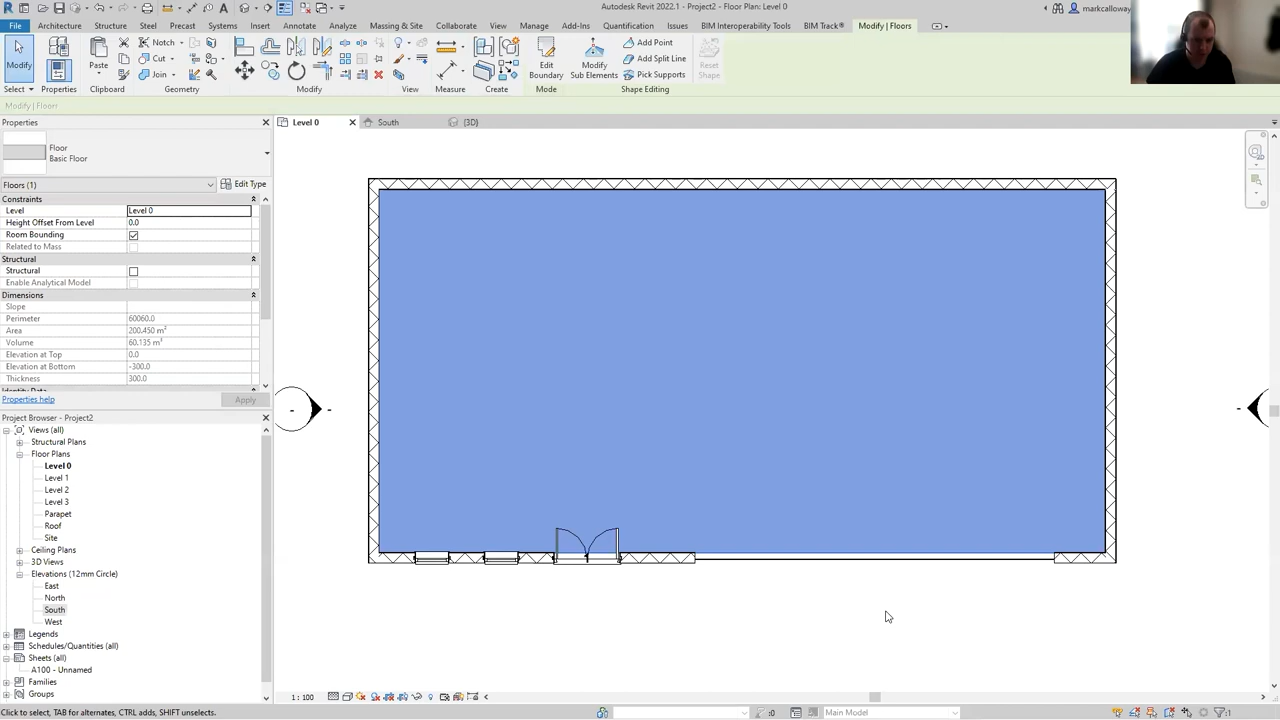 Autodesk Revit 2022.1 - Project2 - Floor Plan: Level 0
markcalloway
File Architecture Structure Steel Precast Systems Insert Annotate Analyze Massing & Site Collaborate View Manage Add-Ins Quantification Issues BIM Interoperability Tools BIM Track® Modify | Floors
Modify
Select
Properties
Paste
Clipboard
Notes
Cut
Join
Geometry
Modify
View
Measure
Create
Edit
Boundary
Mode
Modify
Sub Elements
Add Point
Add Split Line
Pick Supports
Shape Editing
Reset
Shape
Modify | Floors
Properties
Floor
Basic Floor
Floors (1)
Edit Type
Constraints
Level Level 0
Height Offset From Level 0.0
Room Bounding
Related to Mass
Structural
Structural
Enable Analytical Model
Dimensions
Slope
Perimeter 60060.0
Area 200.450 m²
Volume 60.135 m³
Elevation at Top 0.0
Elevation at Bottom -300.0
Thickness 300.0
Identity Data
Properties help
Apply
Project Browser - Project2
Views (all)
Structural Plans
Floor Plans
Level 0
Level 1
Level 2
Level 3
Parapet
Roof
Site
Ceiling Plans
3D Views
Elevations (12mm Circle)
East
North
South
West
Legends
Schedules/Quantities (all)
Sheets (all)
A100 - Unnamed
Families
Groups
Level 0
South
{3D}
1 : 100
Click to select, TAB for alternates, CTRL adds, SHIFT unselects.
:0
Main Model
:1